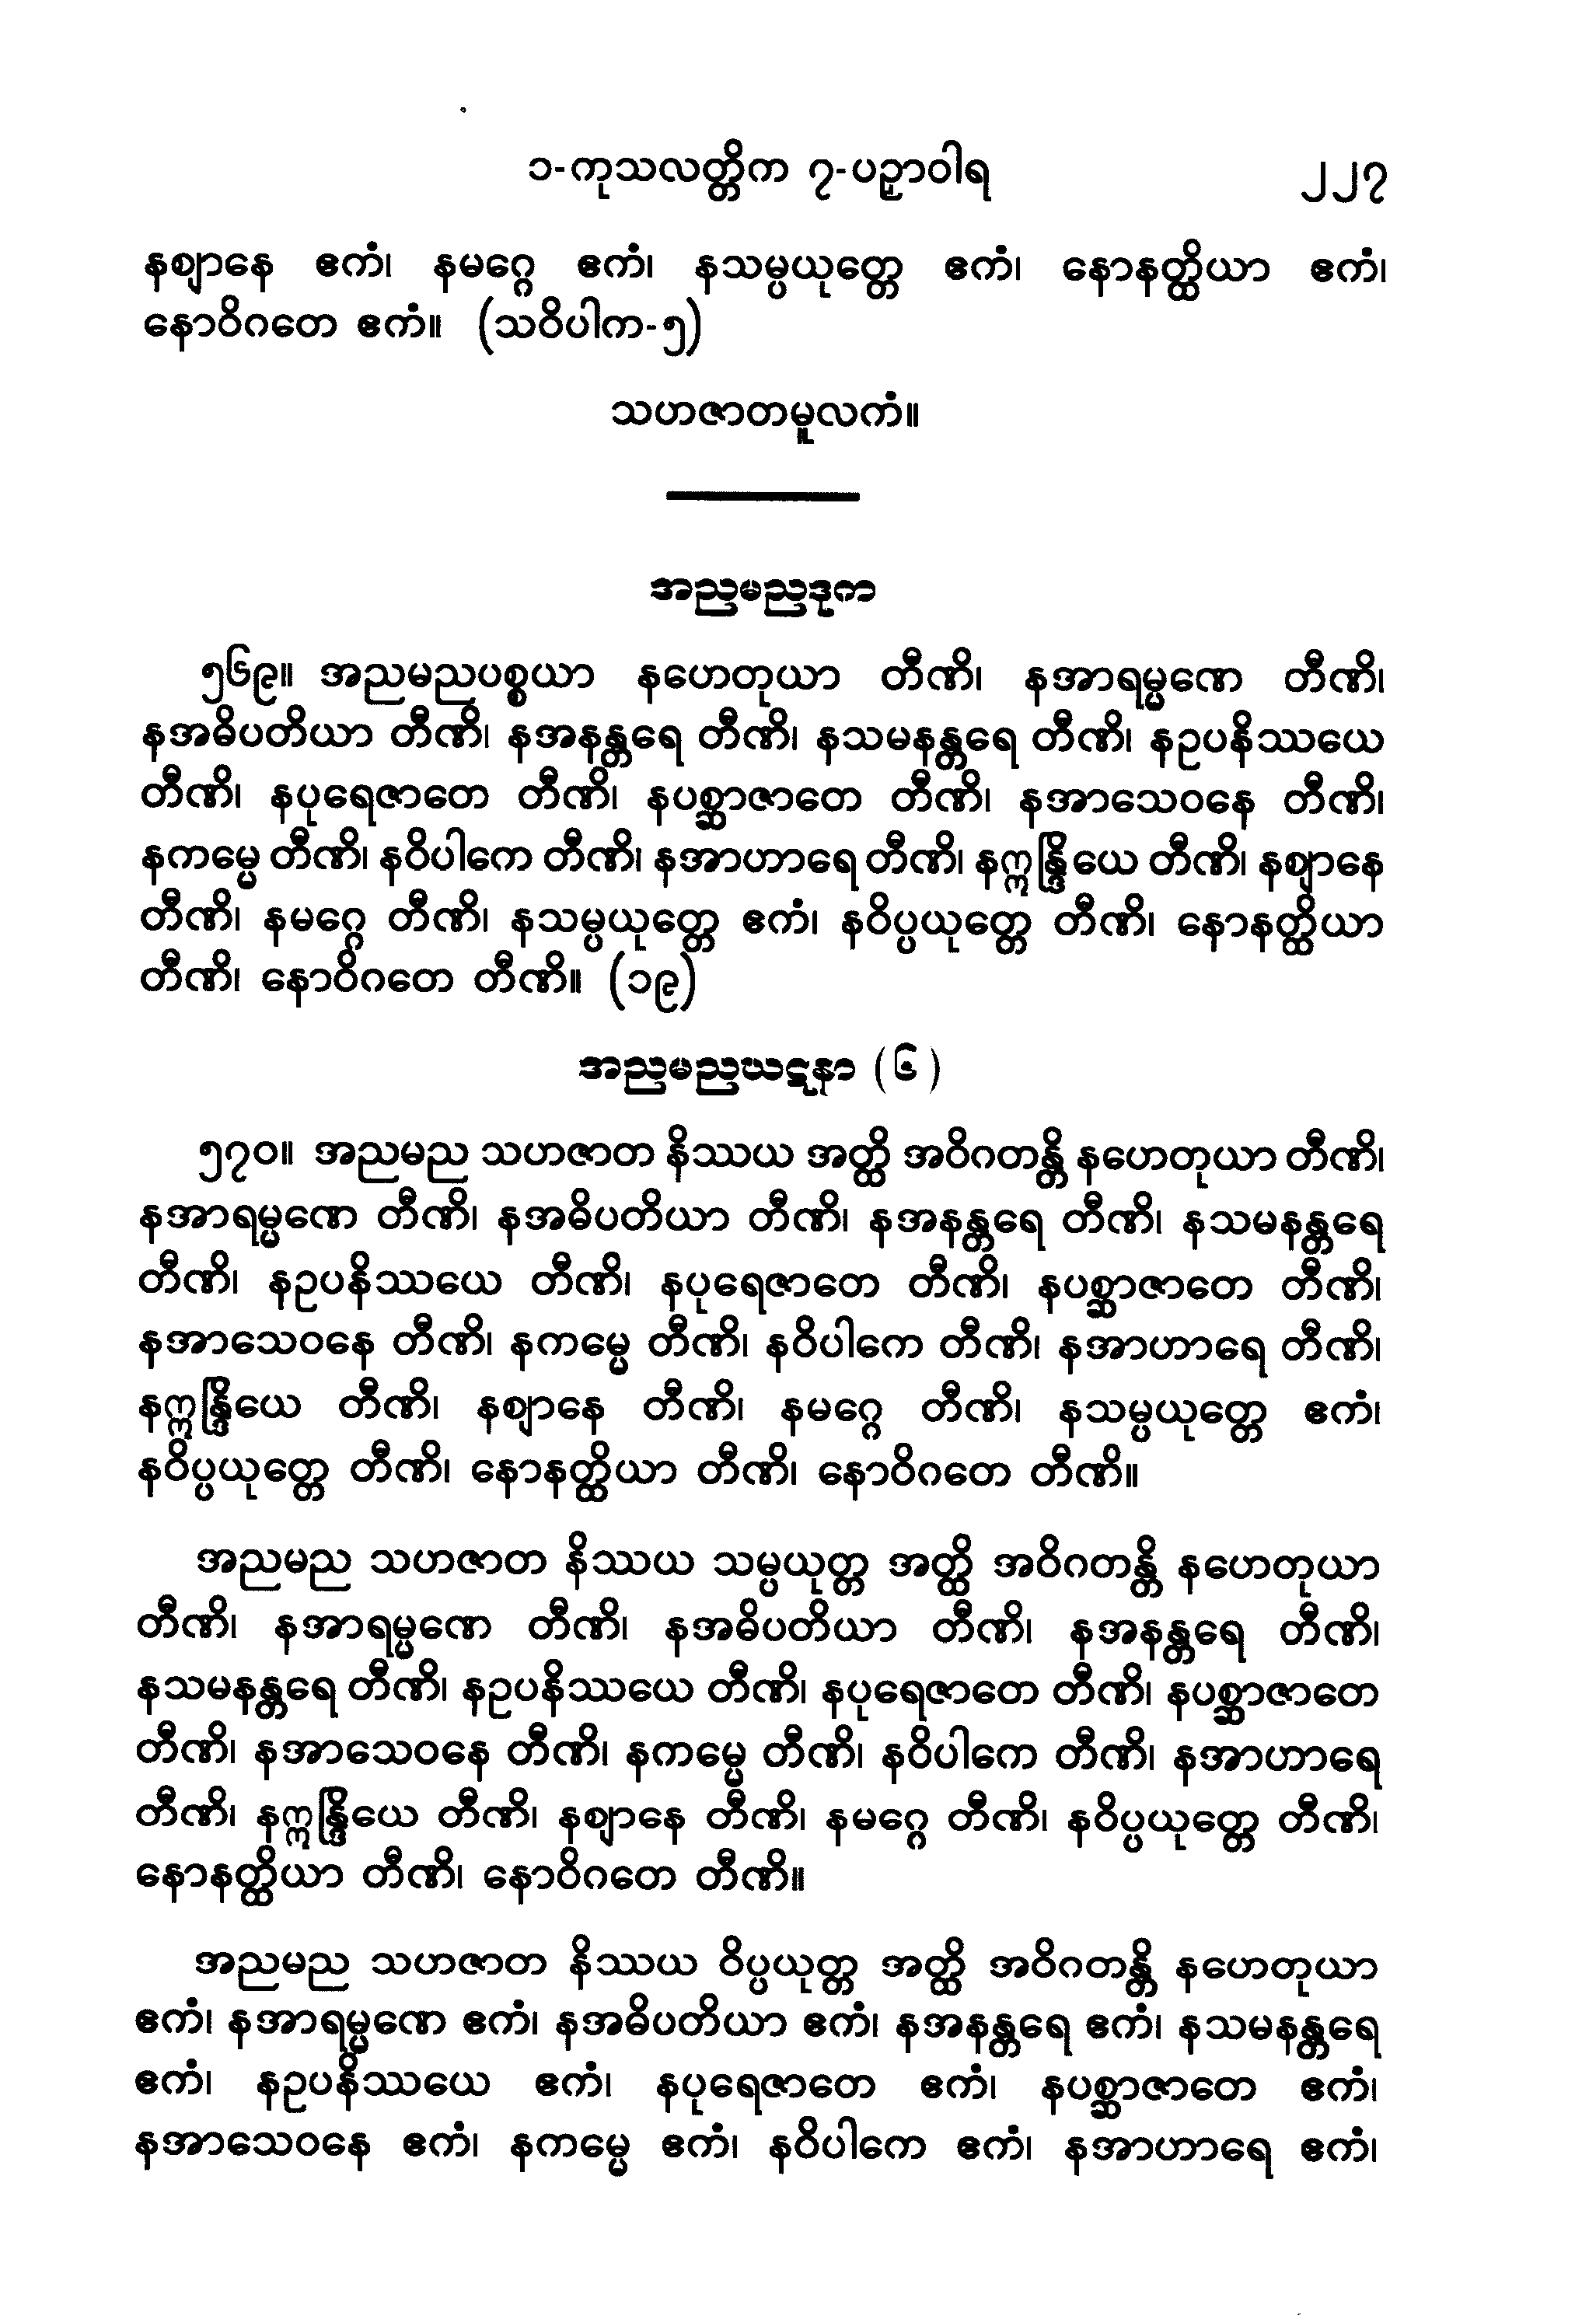 ၁-ကုသလတ္တိက ၇-ပဉှာဝါရ ၂၂၇
နဈာနေ ဧကံ၊ နမဂ္ဂေ ဧကံ၊ နသမ္ပယုတ္တေ ဧကံ၊ နောနတ္ထိယာ ဧကံ၊
နောဝိဂတေ ဧကံ။ (သဝိပါက-၅)
သဟဇာတမူလကံ။
အညမညဒုက
၅၆၉။ အညမညပစ္စယာ နဟေတုယာ တီဏိ၊ နအာရမ္မဏေ တီဏိ၊
နအဓိပတိယာ တီဏိ၊ နအနန္တရေ တီဏိ၊ နသမနန္တရေ တီဏိ၊ နဥပနိဿယေ
တီဏိ၊ နပုရေဇာတေ တီဏိ၊ နပစ္ဆာဇာတေ တီဏိ၊ နအာသေဝနေ တီဏိ၊
နကမ္မေ တီဏိ၊ နဝိပါကေ တီဏိ၊ နအာဟာရေ တီဏိ၊ နဣန္ဒြိယေ တီဏိ၊ နဈာနေ
တီဏိ၊ နမဂ္ဂေ တီဏိ၊ နသမ္ပယုတ္တေ ဧကံ၊ နဝိပ္ပယုတ္တေ တီဏိ၊ နောနတ္ထိယာ
တီဏိ၊ နောဝိဂတေ တီဏိ။ (၁၉)
အညမညဃဋနာ (၆)
၅၇၀။ အညမည သဟဇာတ နိဿယ အတ္ထိ အဝိဂတန္တိ နဟေတုယာ တီဏိ၊
နအာရမ္မဏေ တီဏိ၊ နအဓိပတိယာ တီဏိ၊ နအနန္တရေ တီဏိ၊ နသမနန္တရေ
တီဏိ၊ နဥပနိဿယေ တီဏိ၊ နပုရေဇာတေ တီဏိ၊ နပစ္ဆာဇာတေ တီဏိ၊
နအာသေဝနေ တီဏိ၊ နကမ္မေ တီဏိ၊ နဝိပါကေ တီဏိ၊ နအာဟာရေ တီဏိ၊
နဣန္ဒြိယေ တီဏိ၊ နဈာနေ တီဏိ၊ နမဂ္ဂေ တီဏိ၊ နသမ္ပယုတ္တေ ဧကံ၊
နဝိပ္ပယုတ္တေ တီဏိ၊ နောနတ္ထိယာ တီဏိ၊ နောဝိဂတေ တီဏိ။
အညမည သဟဇာတ နိဿယ သမ္ပယုတ္တ အတ္ထိ အဝိဂတန္တိ နဟေတုယာ
တီဏိ၊ နအာရမ္မဏေ တီဏိ၊ နအဓိပတိယာ တီဏိ၊ နအနန္တရေ တီဏိ၊
နသမနန္တရေ တီဏိ၊ နဥပနိဿယေ တီဏိ၊ နပုရေဇာတေ တီဏိ၊ နပစ္ဆာဇာတေ
တီဏိ၊ နအာသေဝနေ တီဏိ၊ နကမ္မေ တီဏိ၊ နဝိပါကေ တီဏိ၊ နအာဟာရေ
တီဏိ၊ နဣန္ဒြိယေ တီဏိ၊ နဈာနေ တီဏိ၊ နမဂ္ဂေ တီဏိ၊ နဝိပ္ပယုတ္တေ တီဏိ၊
နောနတ္ထိယာ တီဏိ၊ နောဝိဂတေ တီဏိ။
အညမည သဟဇာတ နိဿယ ဝိပ္ပယုတ္တ အတ္ထိ အဝိဂတန္တိ နဟေတုယာ
ဧကံ၊ နအာရမ္မဏေ ဧကံ၊ နအဓိပတိယာ ဧကံ၊ နအနန္တရေ ဧကံ၊ နသမနန္တရေ
ဧကံ၊ နဥပနိဿယေ ဧကံ၊ နပုရေဇာတေ ဧကံ၊ နပစ္ဆာဇာတေ ဧကံ၊
နအာသေဝနေ ဧကံ၊ နကမ္မေ ဧကံ၊ နဝိပါကေ ဧကံ၊ နအာဟာရေ ဧကံ၊